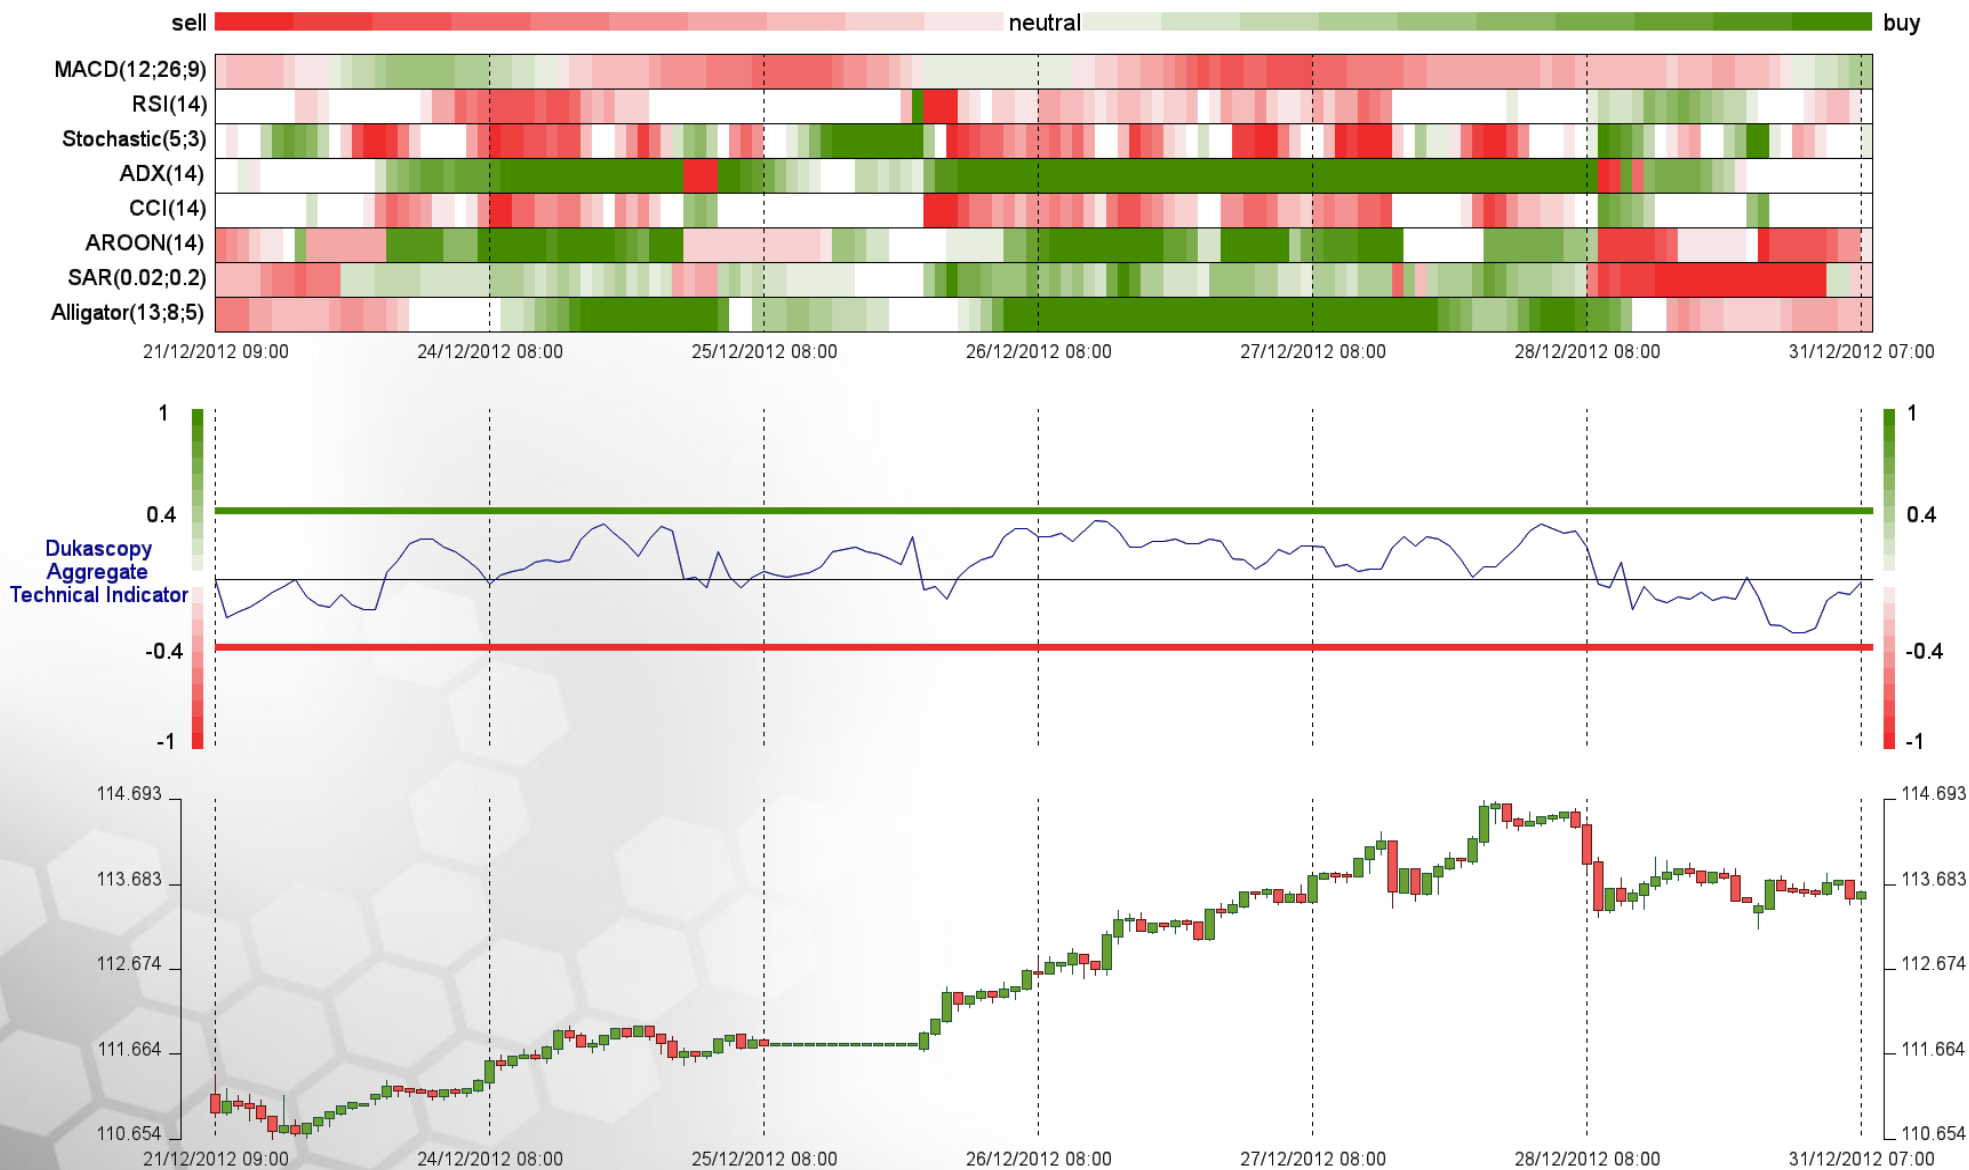 sell neutral buy
MACD(12;26;9)
RSI(14)
Stochastic(5;3)
ADX(14)
CCI(14)
AROON(14)
SAR(0.02;0.2)
Alligator(13;8;5)
21/12/2012 09:00 24/12/2012 08:00 25/12/2012 08:00 26/12/2012 08:00 27/12/2012 08:00 28/12/2012 08:00 31/12/2012 07:00
1 1
0.4 0.4
Dukascopy
Aggregate
Technical Indicator
-0.4 -0.4
-1 -1
114.693 114.693
113.683 113.683
112.674 112.674
111.664 111.664
110.654 110.654
21/12/2012 09:00 24/12/2012 08:00 25/12/2012 08:00 26/12/2012 08:00 27/12/2012 08:00 28/12/2012 08:00 31/12/2012 07:00